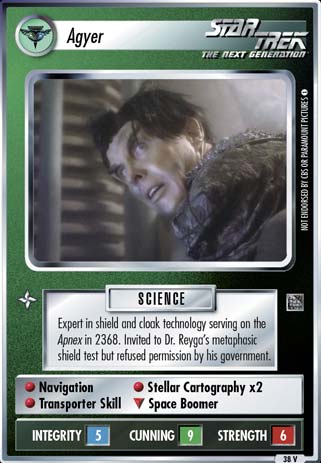 Agyer
STAR TREK
THE NEXT GENERATION
NOT ENDORSED BY CBS OR PARAMOUNT PICTURES
SCIENCE
Expert in shield and cloak technology serving on the
Apnex in 2368. Invited to Dr. Reyga's metaphasic
shield test but refused permission by his government.
Navigation
Stellar Cartography x2
Transporter Skill
Space Boomer
INTEGRITY 5 CUNNING 9 STRENGTH 6
38 V